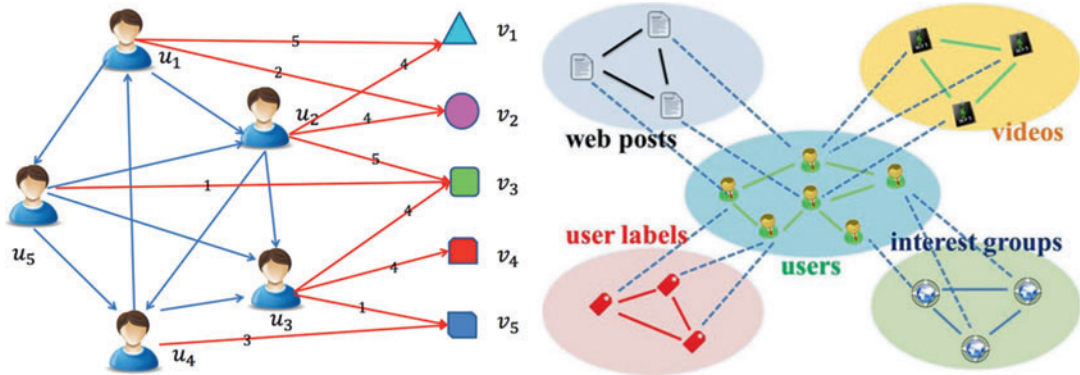 u₁
u₂
u₃
u₄
u₅
5
2
4
4
5
1
4
4
1
3
v₁
v₂
v₃
v₄
v₅
web posts
videos
user labels
users
interest groups